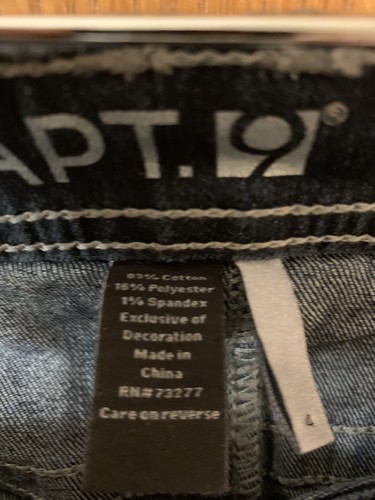 APT. 9®
83% Cotton
16% Polyester
1% Spandex
Exclusive of
Decoration
Made in
China
RN#73277
Care on reverse
4